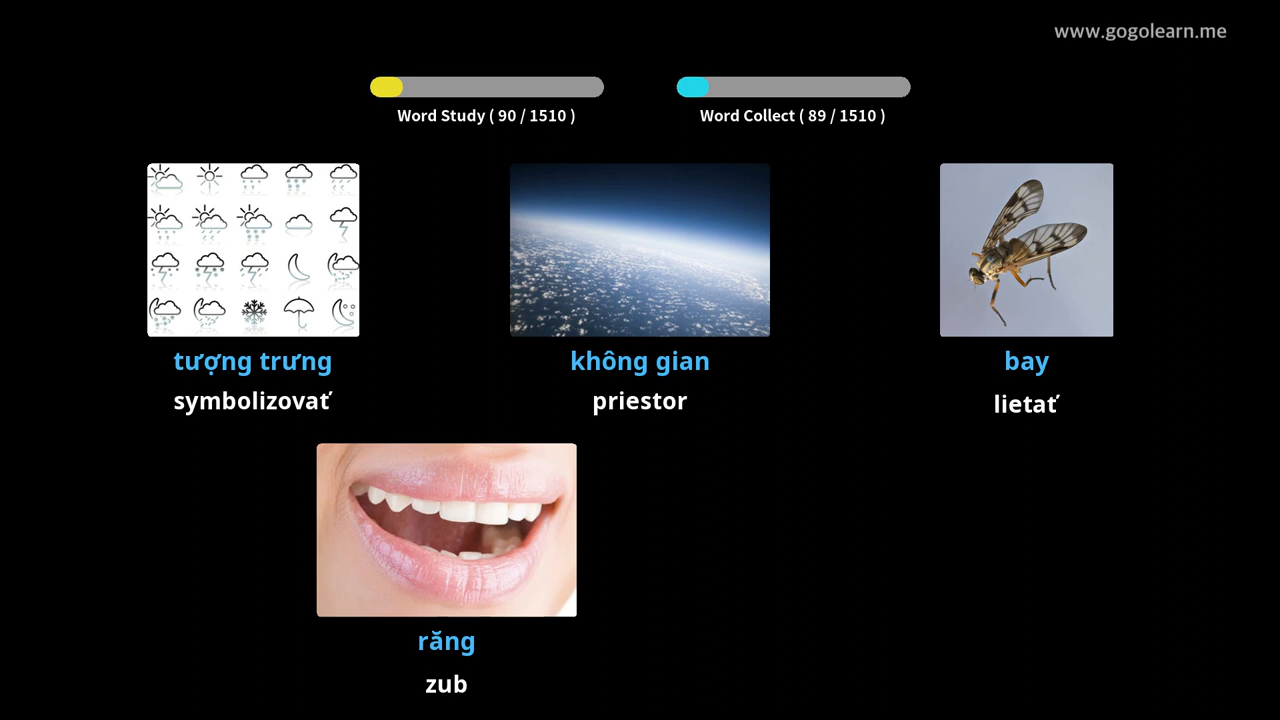 www.gogolearn.me
Word Study ( 90 / 1510 )
Word Collect ( 89 / 1510 )
tượng trưng
symbolizovať
không gian
priestor
bay
lietať
răng
zub